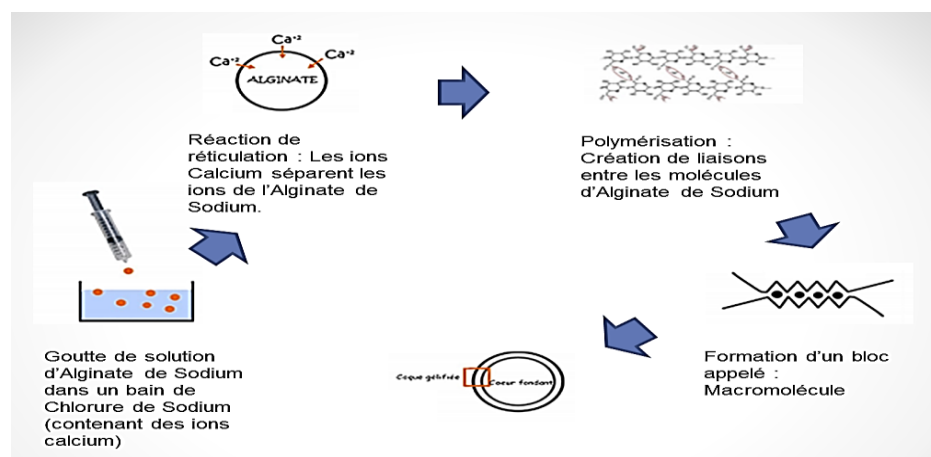 Ca+2
Ca+2
Ca+2
ALGINATE
Réaction de
réticulation : Les ions
Calcium séparent les
ions de l'Alginate de
Sodium.
Polymérisation :
Création de liaisons
entre les molécules
d'Alginate de Sodium
Goutte de solution
d'Alginate de Sodium
dans un bain de
Chlorure de Sodium
(contenant des ions
calcium)
Coque gélifiée
Coeur fondant
Formation d'un bloc
appelé :
Macromolécule